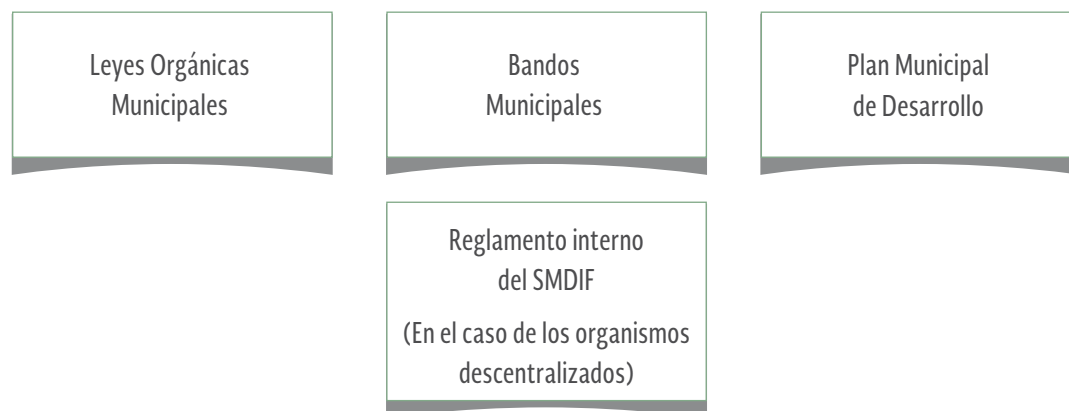 Leyes Orgánicas
Municipales
Bandos
Municipales
Plan Municipal
de Desarrollo
Reglamento interno
del SMDIF
(En el caso de los organismos
descentralizados)